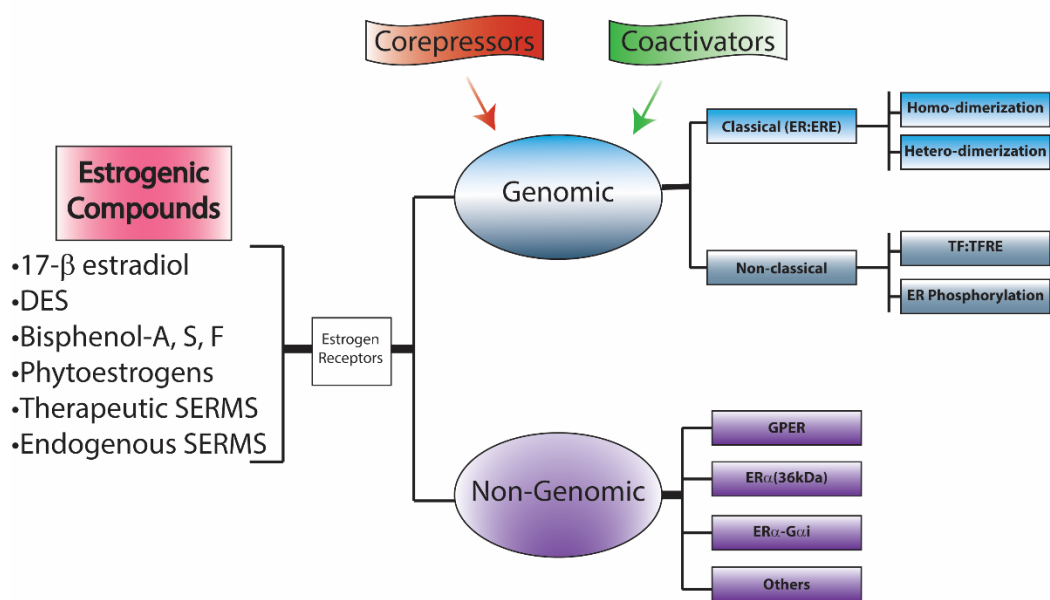 Corepressors
Coactivators
Estrogenic
Compounds
•17-β estradiol
•DES
•Bisphenol-A, S, F
•Phytoestrogens
•Therapeutic SERMS
•Endogenous SERMS
Estrogen
Receptors
Genomic
Classical (ER:ERE)
Homo-dimerization
Hetero-dimerization
Non-classical
TF:TFRE
ER Phosphorylation
Non-Genomic
GPER
ERα(36kDa)
ERα-Gαi
Others